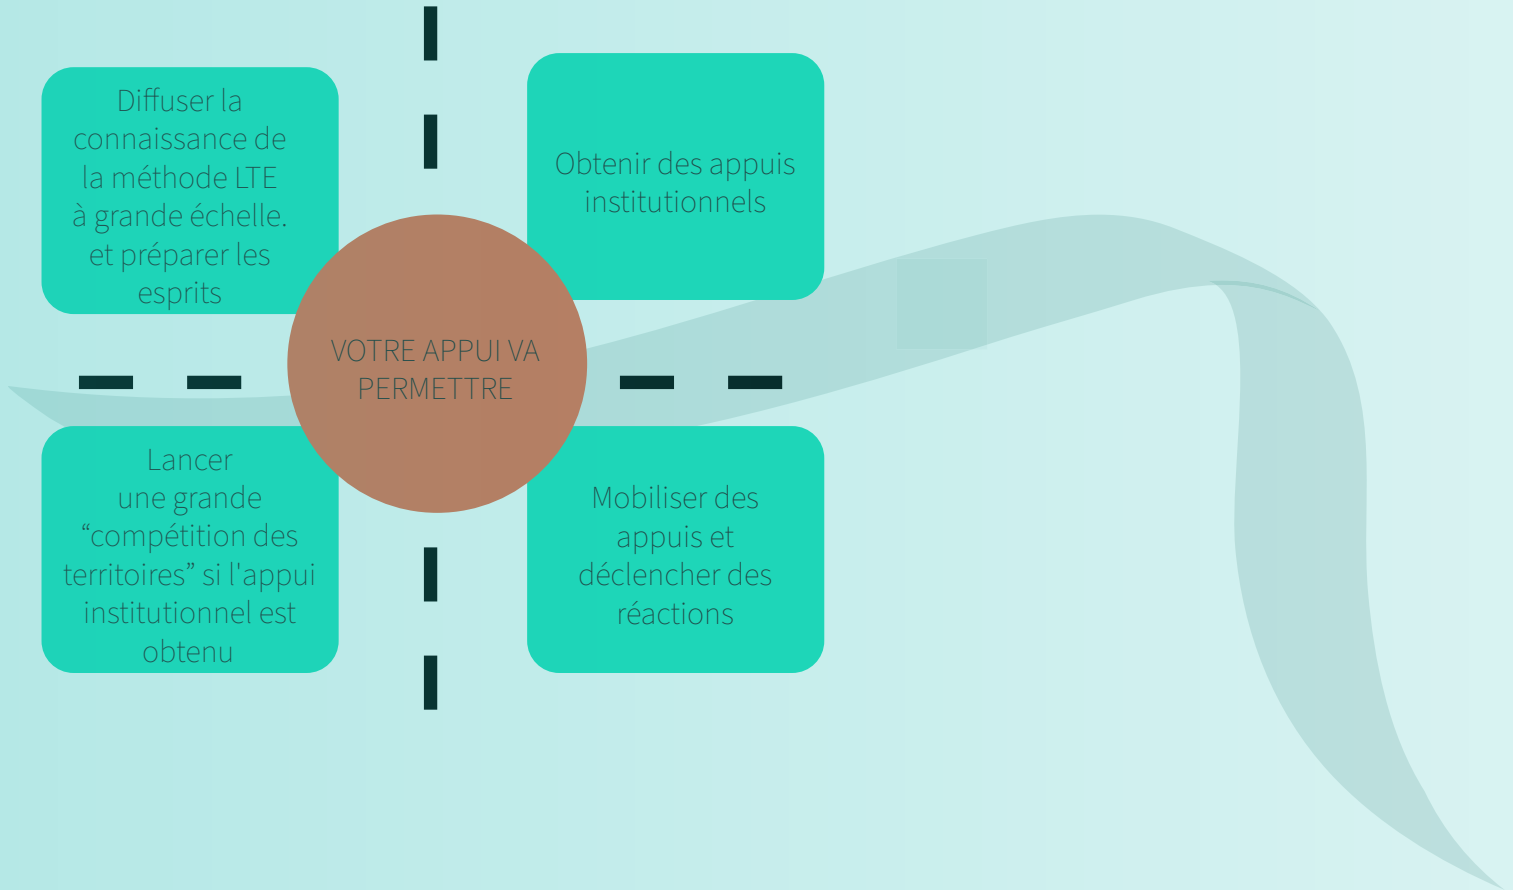 Diffuser la
connaissance de
la méthode LTE
à grande échelle.
et préparer les
esprits
Obtenir des appuis
institutionnels
VOTRE APPUI VA
PERMETTRE
Lancer
une grande
“compétition des
territoires” si l'appui
institutionnel est
obtenu
Mobiliser des
appuis et
déclencher des
réactions